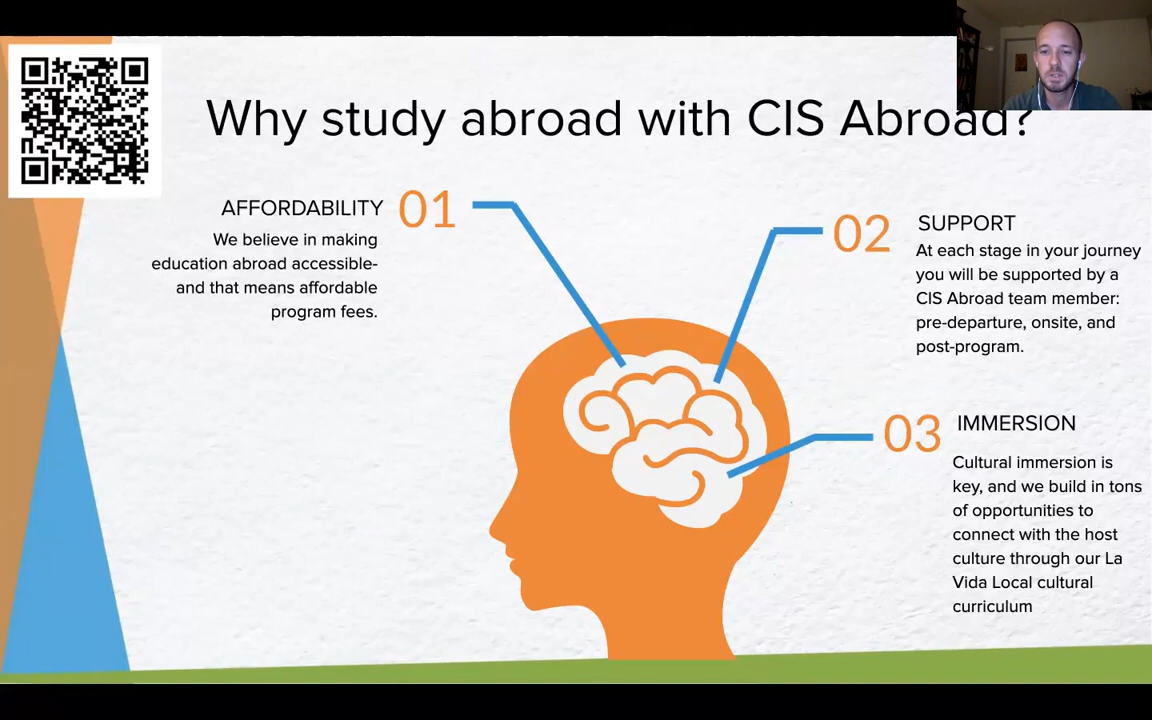 Why study abroad with CIS Abroad?
AFFORDABILITY 01
We believe in making
education abroad accessible-
and that means affordable
program fees.
02 SUPPORT
At each stage in your journey
you will be supported by a
CIS Abroad team member:
pre-departure, onsite, and
post-program.
03 IMMERSION
Cultural immersion is
key, and we build in tons
of opportunities to
connect with the host
culture through our La
Vida Local cultural
curriculum